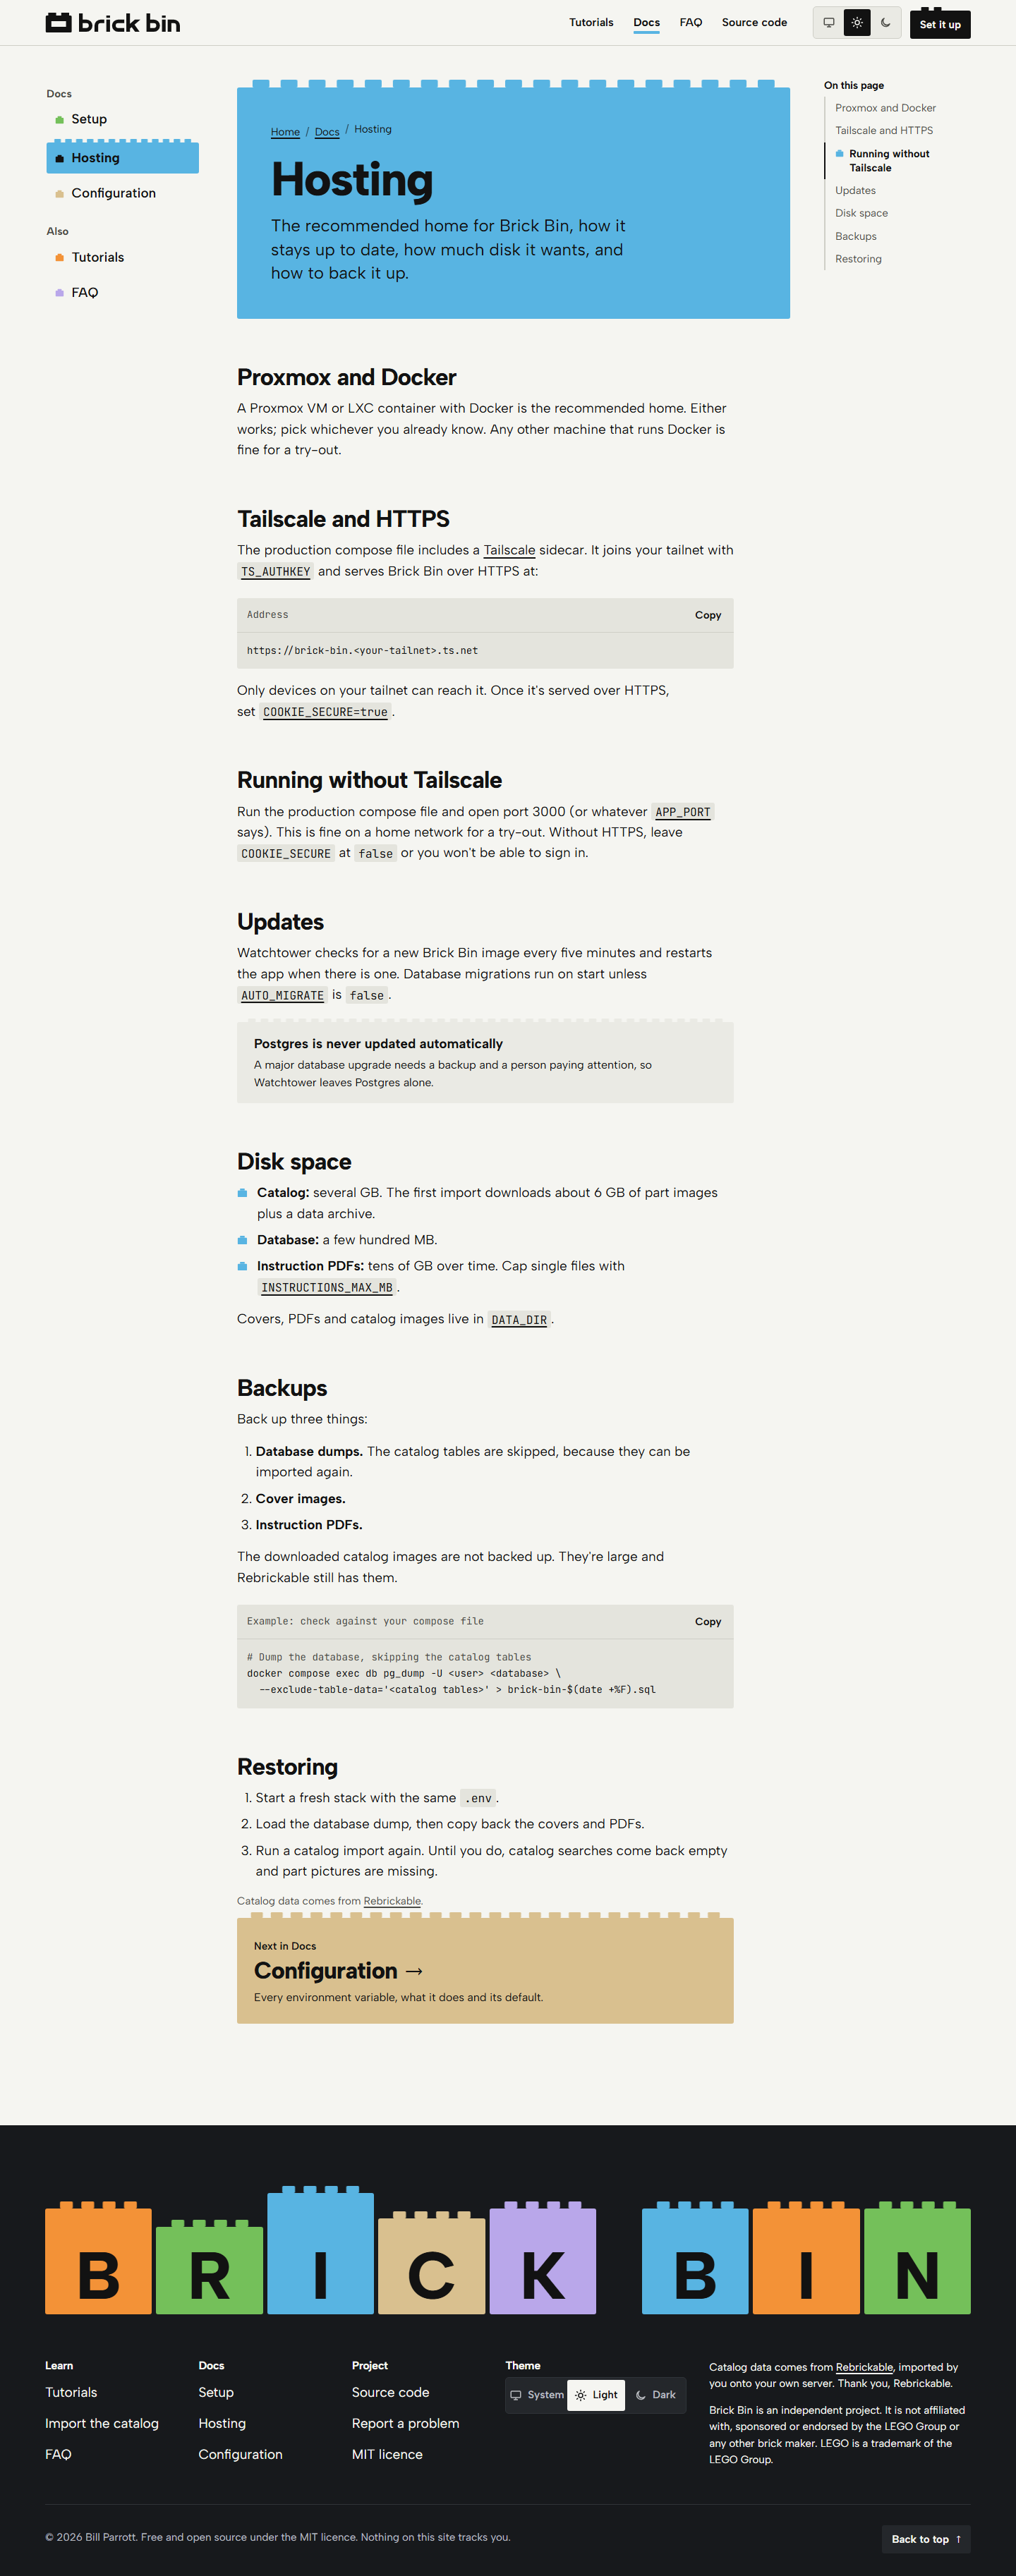 brick bin
Tutorials Docs FAQ Source code
Set it up
Docs
Setup
Hosting
Configuration
Also
Tutorials
FAQ
Home / Docs / Hosting
Hosting
The recommended home for Brick Bin, how it
stays up to date, how much disk it wants, and
how to back it up.
On this page
Proxmox and Docker
Tailscale and HTTPS
Running without
Tailscale
Updates
Disk space
Backups
Restoring
Proxmox and Docker
A Proxmox VM or LXC container with Docker is the recommended home. Either
works; pick whichever you already know. Any other machine that runs Docker is
fine for a try-out.
Tailscale and HTTPS
The production compose file includes a Tailscale sidecar. It joins your tailnet with
TS_AUTHKEY and serves Brick Bin over HTTPS at:
Address Copy
https://brick-bin.<your-tailnet>.ts.net
Only devices on your tailnet can reach it. Once it's served over HTTPS,
set COOKIE_SECURE=true.
Running without Tailscale
Run the production compose file and open port 3000 (or whatever APP_PORT
says). This is fine on a home network for a try-out. Without HTTPS, leave
COOKIE_SECURE at false or you won't be able to sign in.
Updates
Watchtower checks for a new Brick Bin image every five minutes and restarts
the app when there is one. Database migrations run on start unless
AUTO_MIGRATE is false.
Postgres is never updated automatically
A major database upgrade needs a backup and a person paying attention, so
Watchtower leaves Postgres alone.
Disk space
Catalog: several GB. The first import downloads about 6 GB of part images
plus a data archive.
Database: a few hundred MB.
Instruction PDFs: tens of GB over time. Cap single files with
INSTRUCTIONS_MAX_MB.
Covers, PDFs and catalog images live in DATA_DIR.
Backups
Back up three things:
1. Database dumps. The catalog tables are skipped, because they can be
imported again.
2. Cover images.
3. Instruction PDFs.
The downloaded catalog images are not backed up. They're large and
Rebrickable still has them.
Example: check against your compose file Copy
# Dump the database, skipping the catalog tables
docker compose exec db pg_dump -U <user> <database> \
--exclude-table-data='<catalog tables>' > brick-bin-$(date +%F).sql
Restoring
1. Start a fresh stack with the same .env.
2. Load the database dump, then copy back the covers and PDFs.
3. Run a catalog import again. Until you do, catalog searches come back empty
and part pictures are missing.
Catalog data comes from Rebrickable.
Next in Docs
Configuration →
Every environment variable, what it does and its default.
BRICK BIN
Learn
Tutorials
Import the catalog
FAQ
Docs
Setup
Hosting
Configuration
Project
Source code
Report a problem
MIT licence
Theme
System Light Dark
Catalog data comes from Rebrickable, imported by
you onto your own server. Thank you, Rebrickable.
Brick Bin is an independent project. It is not affiliated
with, sponsored or endorsed by the LEGO Group or
any other brick maker. LEGO is a trademark of the
LEGO Group.
© 2026 Bill Parrott. Free and open source under the MIT licence. Nothing on this site tracks you.
Back to top ↑